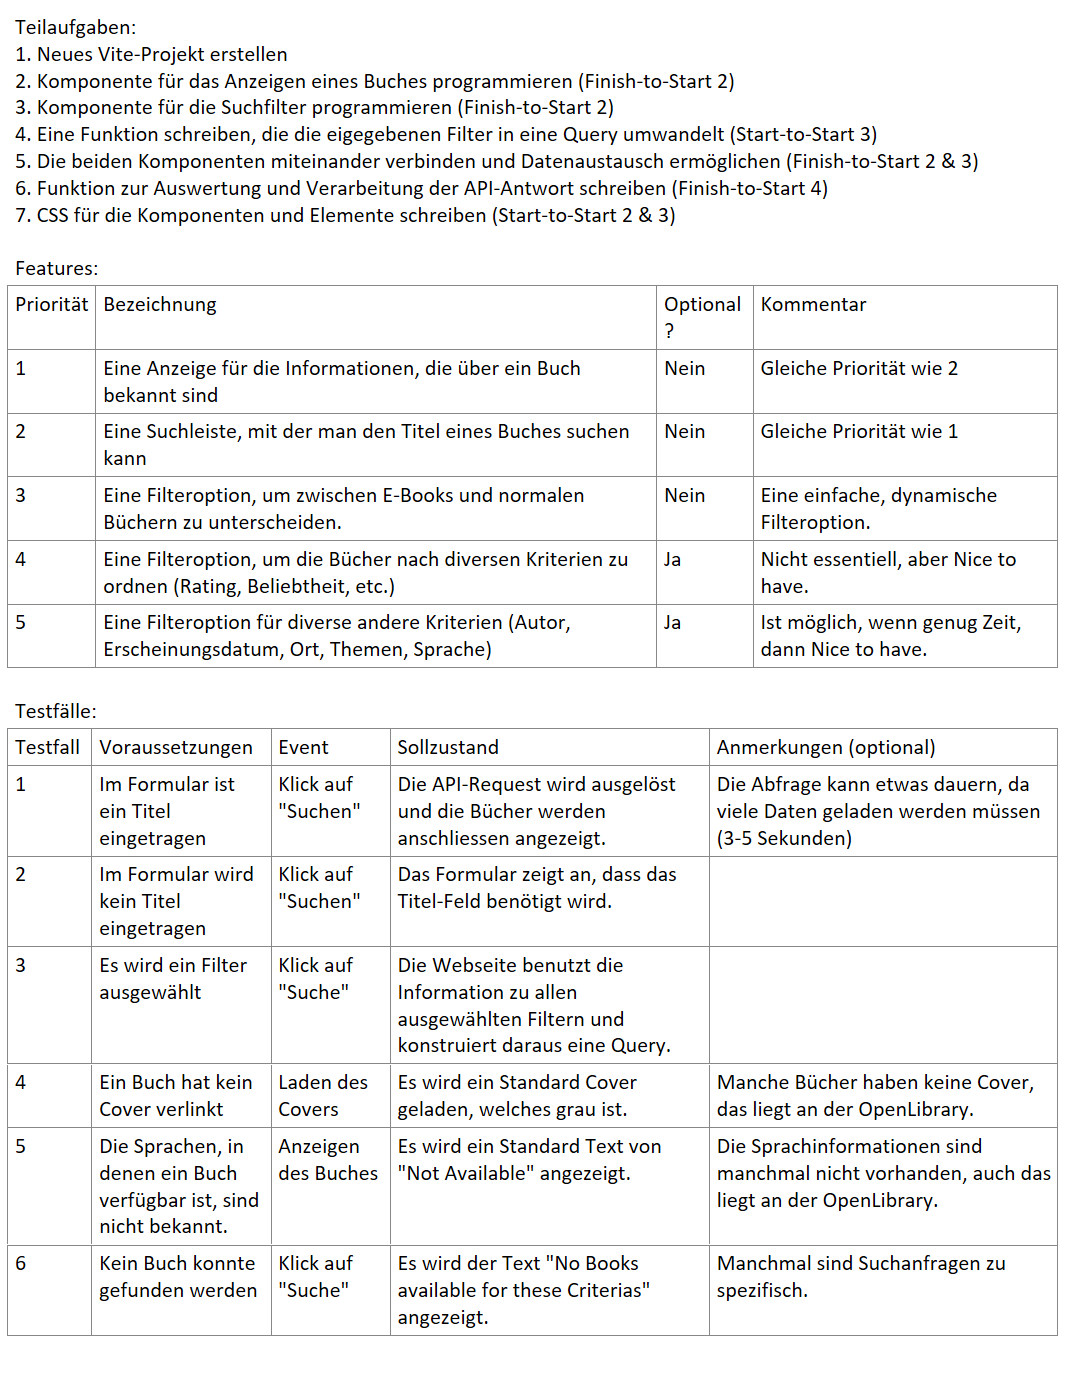 Teilaufgaben:
1. Neues Vite-Projekt erstellen
2. Komponente für das Anzeigen eines Buches programmieren (Finish-to-Start 2)
3. Komponente für die Suchfilter programmieren (Finish-to-Start 2)
4. Eine Funktion schreiben, die die eigegebenen Filter in eine Query umwandelt (Start-to-Start 3)
5. Die beiden Komponenten miteinander verbinden und Datenaustausch ermöglichen (Finish-to-Start 2 & 3)
6. Funktion zur Auswertung und Verarbeitung der API-Antwort schreiben (Finish-to-Start 4)
7. CSS für die Komponenten und Elemente schreiben (Start-to-Start 2 & 3)
Features:
Priorität Bezeichnung Optional Kommentar
?
1 Eine Anzeige für die Informationen, die über ein Buch Nein Gleiche Priorität wie 2
bekannt sind
2 Eine Suchleiste, mit der man den Titel eines Buches suchen Nein Gleiche Priorität wie 1
kann
3 Eine Filteroption, um zwischen E-Books und normalen Nein Eine einfache, dynamische
Büchern zu unterscheiden. Filteroption.
4 Eine Filteroption, um die Bücher nach diversen Kriterien zu Ja Nicht essentiell, aber Nice to
ordnen (Rating, Beliebtheit, etc.) have.
5 Eine Filteroption für diverse andere Kriterien (Autor, Ja Ist möglich, wenn genug Zeit,
Erscheinungsdatum, Ort, Themen, Sprache) dann Nice to have.
Testfälle:
Testfall Voraussetzungen Event Sollzustand Anmerkungen (optional)
1 Im Formular ist Klick auf Die API-Request wird ausgelöst Die Abfrage kann etwas dauern, da
ein Titel "Suchen" und die Bücher werden viele Daten geladen werden müssen
eingetragen anschliessen angezeigt. (3-5 Sekunden)
2 Im Formular wird Klick auf Das Formular zeigt an, dass das
kein Titel "Suchen" Titel-Feld benötigt wird.
eingetragen
3 Es wird ein Filter Klick auf Die Webseite benutzt die
ausgewählt "Suche" Information zu allen
ausgewählten Filtern und
konstruiert daraus eine Query.
4 Ein Buch hat kein Laden des Es wird ein Standard Cover Manche Bücher haben keine Cover,
Cover verlinkt Covers geladen, welches grau ist. das liegt an der OpenLibrary.
5 Die Sprachen, in Anzeigen Es wird ein Standard Text von Die Sprachinformationen sind
denen ein Buch des Buches "Not Available" angezeigt. manchmal nicht vorhanden, auch das
verfügbar ist, sind liegt an der OpenLibrary.
nicht bekannt.
6 Kein Buch konnte Klick auf Es wird der Text "No Books Manchmal sind Suchanfragen zu
gefunden werden "Suche" available for these Criterias" spezifisch.
angezeigt.